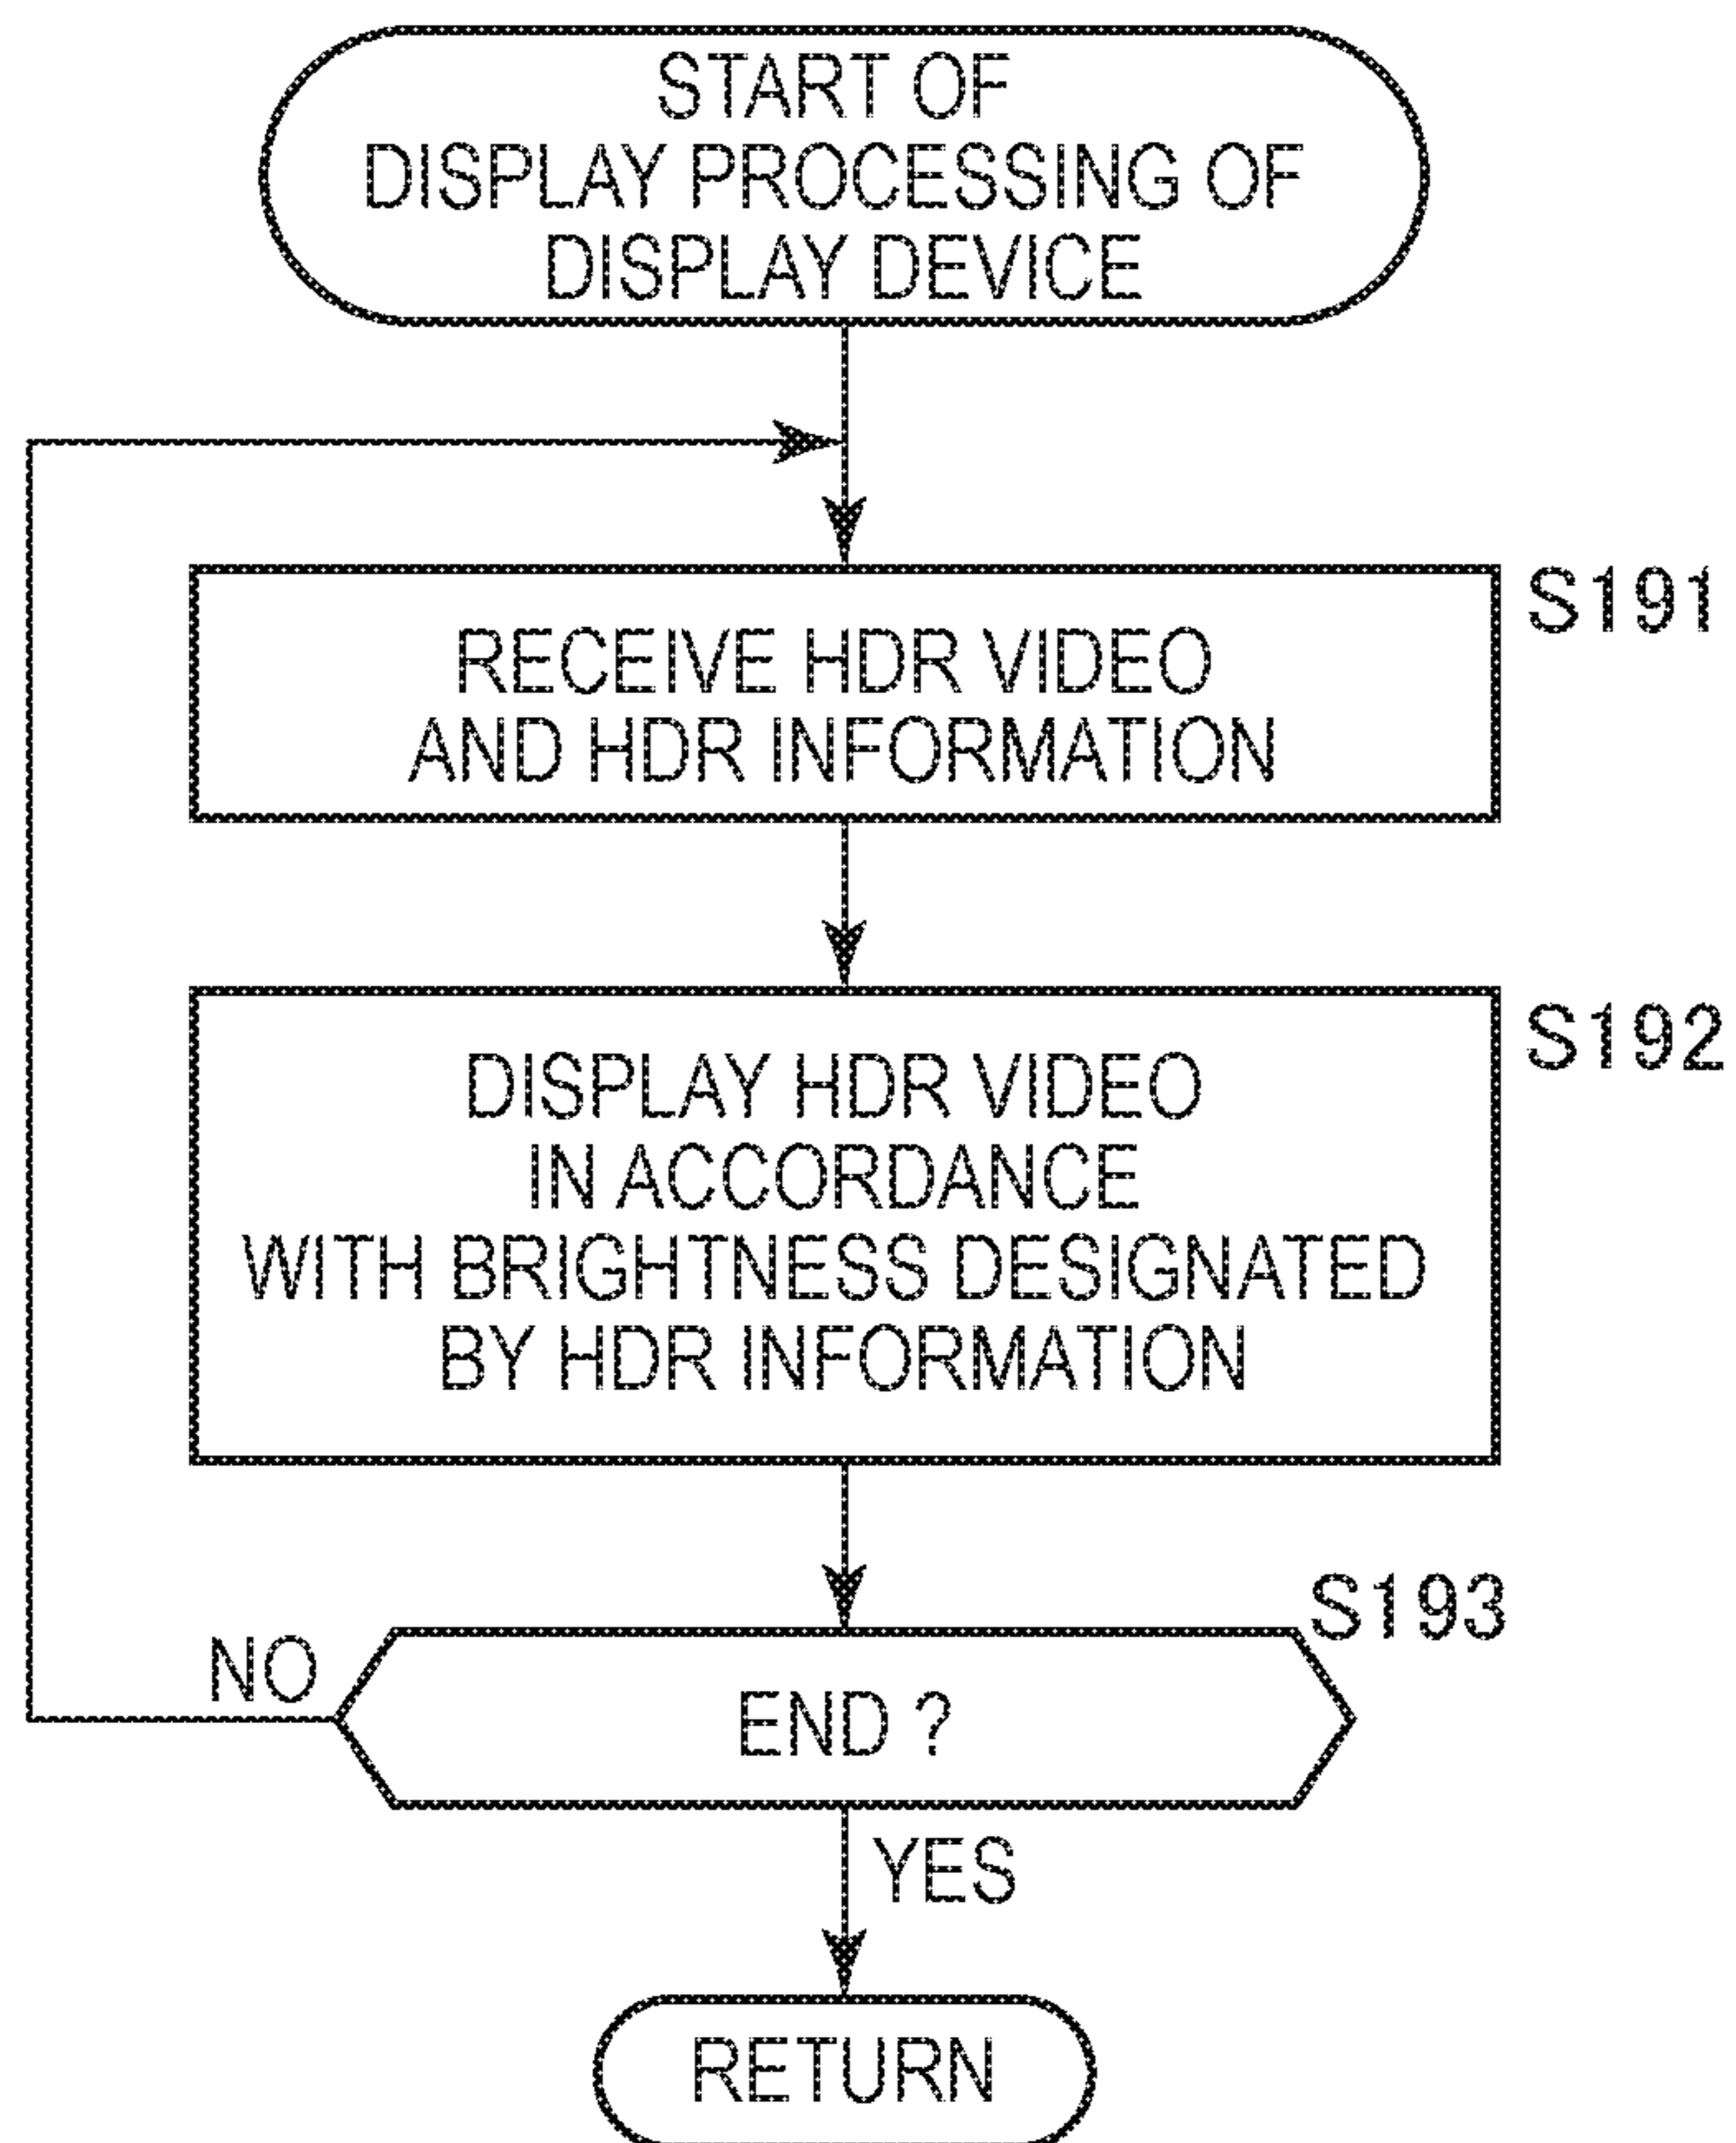 START OF
DISPLAY PROCESSING OF
DISPLAY DEVICE
S191
RECEIVE HDR VIDEO
AND HDR INFORMATION
S192
DISPLAY HDR VIDEO
IN ACCORDANCE
WITH BRIGHTNESS DESIGNATED
BY HDR INFORMATION
S193
NO
END ?
YES
RETURN